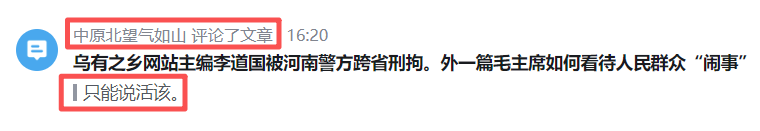 中原北望气如山 评论了文章 16:20
乌有之乡网站主编李道国被河南警方跨省刑拘。外一篇毛主席如何看待人民群众“闹事”
只能说活该。